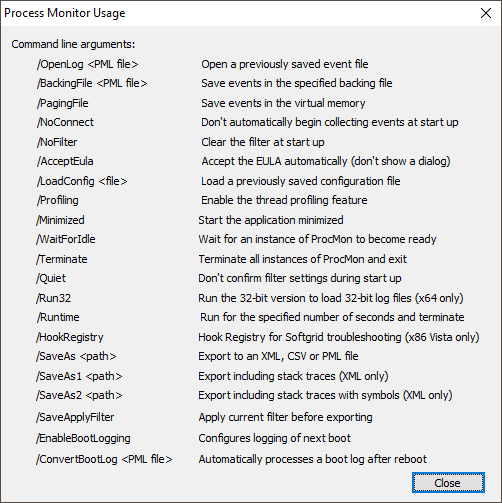 Process Monitor Usage
Command line arguments:
/OpenLog <PML file> Open a previously saved event file
/BackingFile <PML file> Save events in the specified backing file
/PagingFile Save events in the virtual memory
/NoConnect Don't automatically begin collecting events at start up
/NoFilter Clear the filter at start up
/AcceptEula Accept the EULA automatically (don't show a dialog)
/LoadConfig <file> Load a previously saved configuration file
/Profiling Enable the thread profiling feature
/Minimized Start the application minimized
/WaitForIdle Wait for an instance of ProcMon to become ready
/Terminate Terminate all instances of ProcMon and exit
/Quiet Don't confirm filter settings during start up
/Run32 Run the 32-bit version to load 32-bit log files (x64 only)
/Runtime Run for the specified number of seconds and terminate
/HookRegistry Hook Registry for Softgrid troubleshooting (x86 Vista only)
/SaveAs <path> Export to an XML, CSV or PML file
/SaveAs1 <path> Export including stack traces (XML only)
/SaveAs2 <path> Export including stack traces with symbols (XML only)
/SaveApplyFilter Apply current filter before exporting
/EnableBootLogging Configures logging of next boot
/ConvertBootLog <PML file> Automatically processes a boot log after reboot
Close